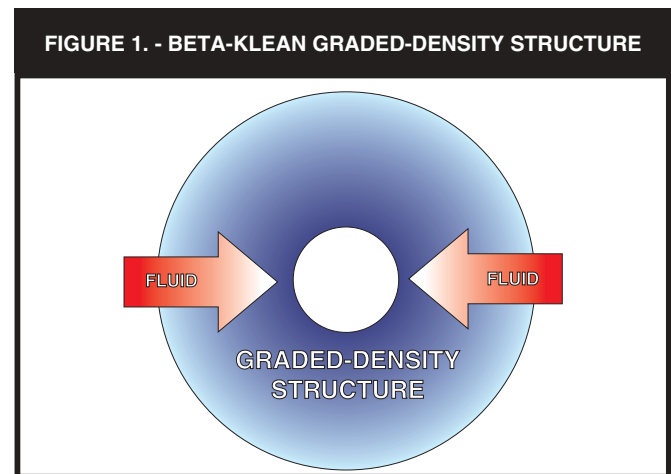 FIGURE 1. - BETA-KLEAN GRADED-DENSITY STRUCTURE
FLUID
FLUID
GRADED-DENSITY
STRUCTURE